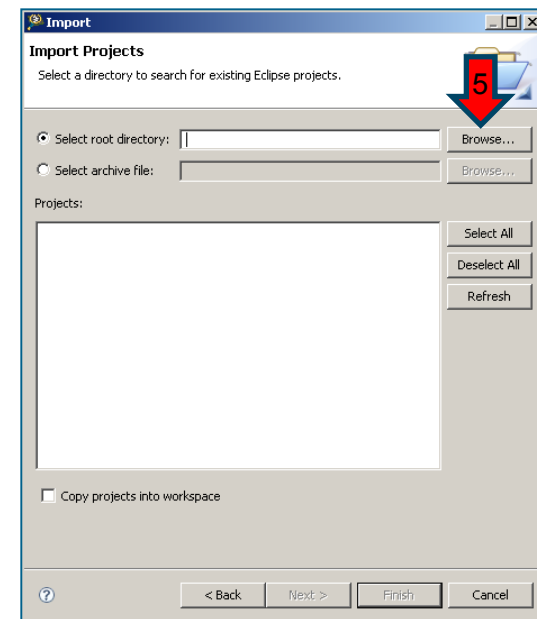 Import
Import Projects
Select a directory to search for existing Eclipse projects.
5
Select root directory: Browse...
Select archive file: Browse...
Projects:
Select All
Deselect All
Refresh
Copy projects into workspace
? < Back Next > Finish Cancel